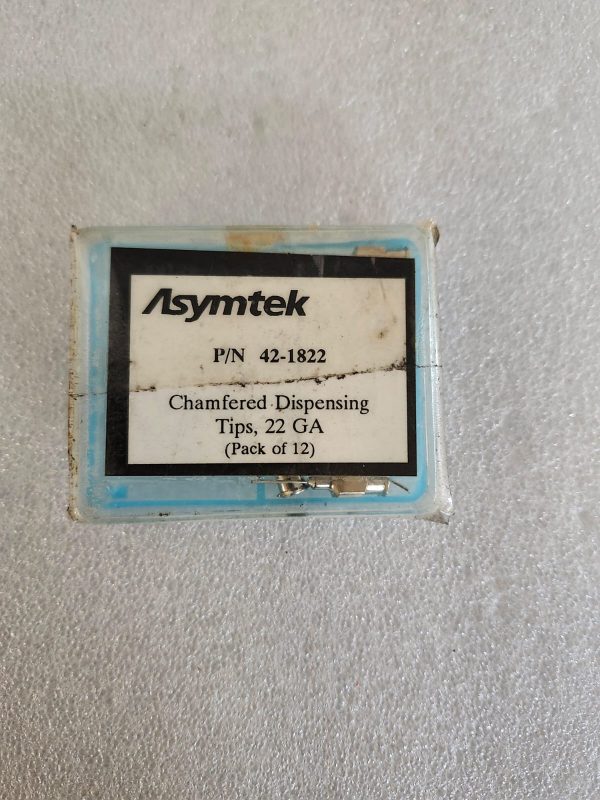 Asymtek
P/N 42-1822
Chamfered Dispensing
Tips, 22 GA
(Pack of 12)